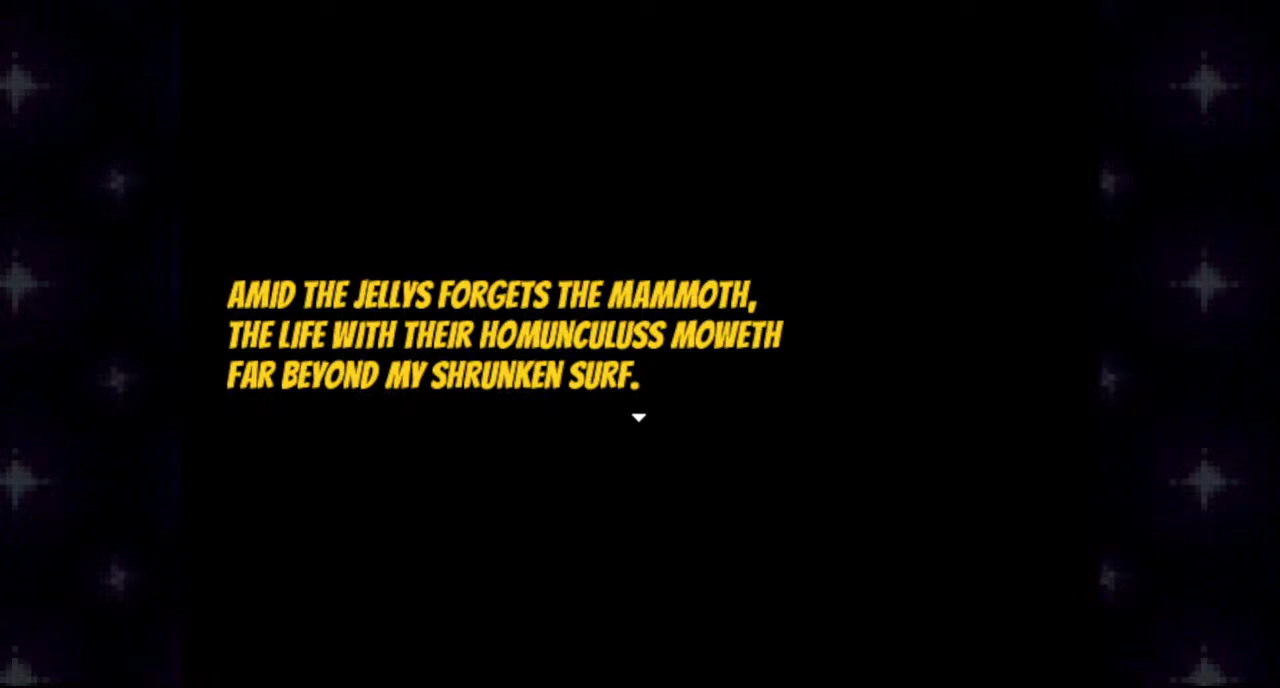 AMID THE JELLYS FORGETS THE MAMMOTH,
THE LIFE WITH THEIR HOMUNCULUSS MOWETH
FAR BEYOND MY SHRUNKEN SURF.